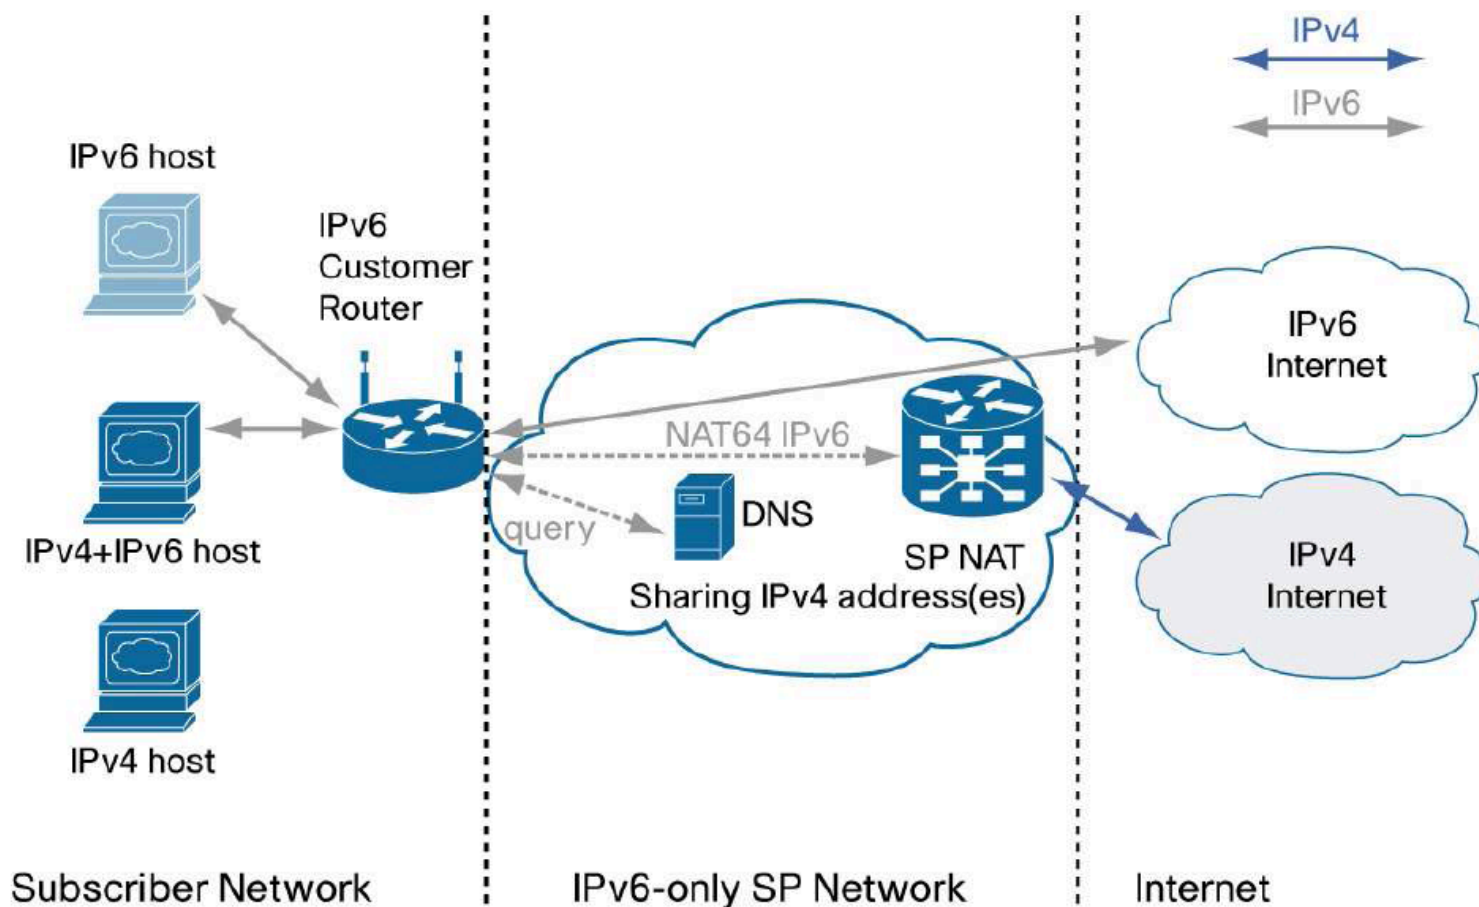 IPv4
IPv6
IPv6 host
IPv6
Customer
Router
IPv6
Internet
NAT64 IPv6
DNS
query
IPv4+IPv6 host
SP NAT
Sharing IPv4 address(es)
IPv4
Internet
IPv4 host
Subscriber Network
IPv6-only SP Network
Internet